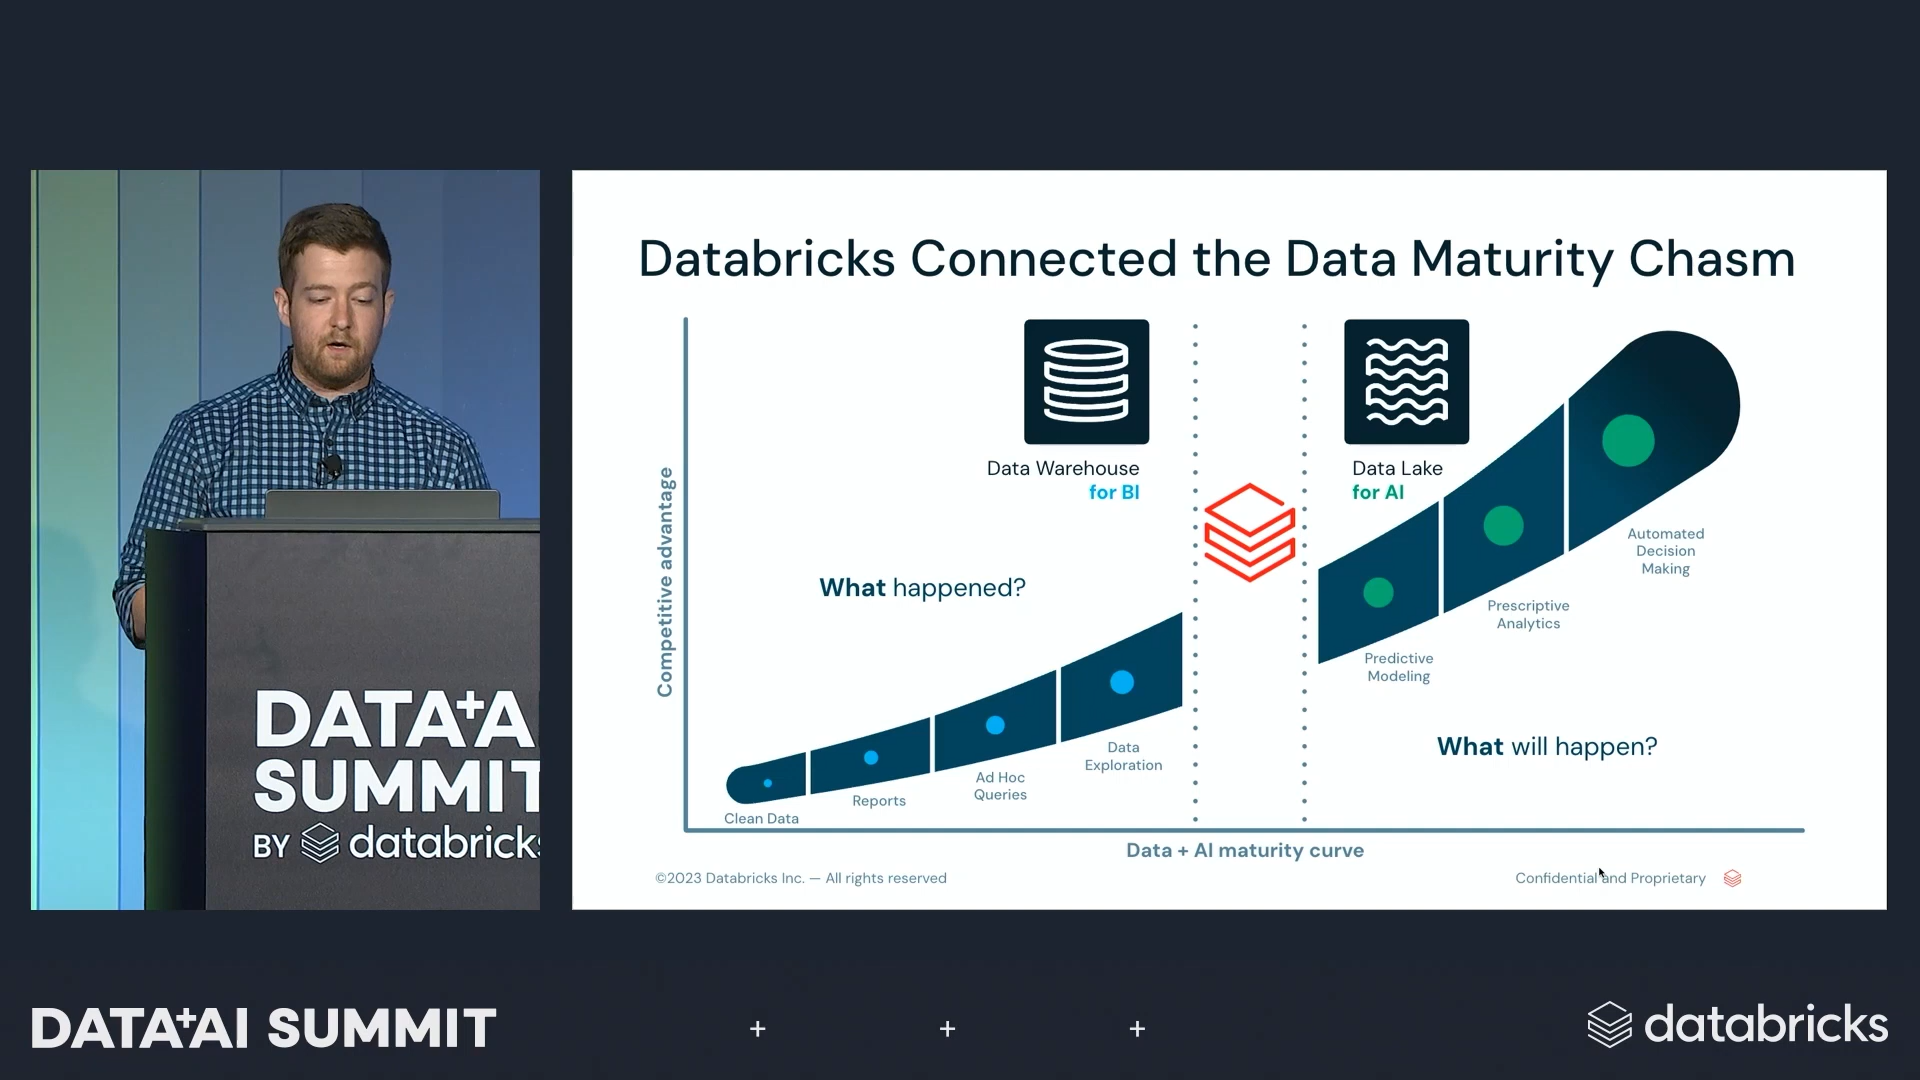 Databricks Connected the Data Maturity Chasm
Competitive advantage
Data Warehouse
for BI
Data Lake
for AI
What happened?
What will happen?
Clean Data
Reports
Ad Hoc
Queries
Data
Exploration
Predictive
Modeling
Prescriptive
Analytics
Automated
Decision
Making
Data + AI maturity curve
©2023 Databricks Inc. — All rights reserved
Confidential and Proprietary
DATA+A
SUMMIT
BY databricks
DATA+AI SUMMIT
+ + +
databricks